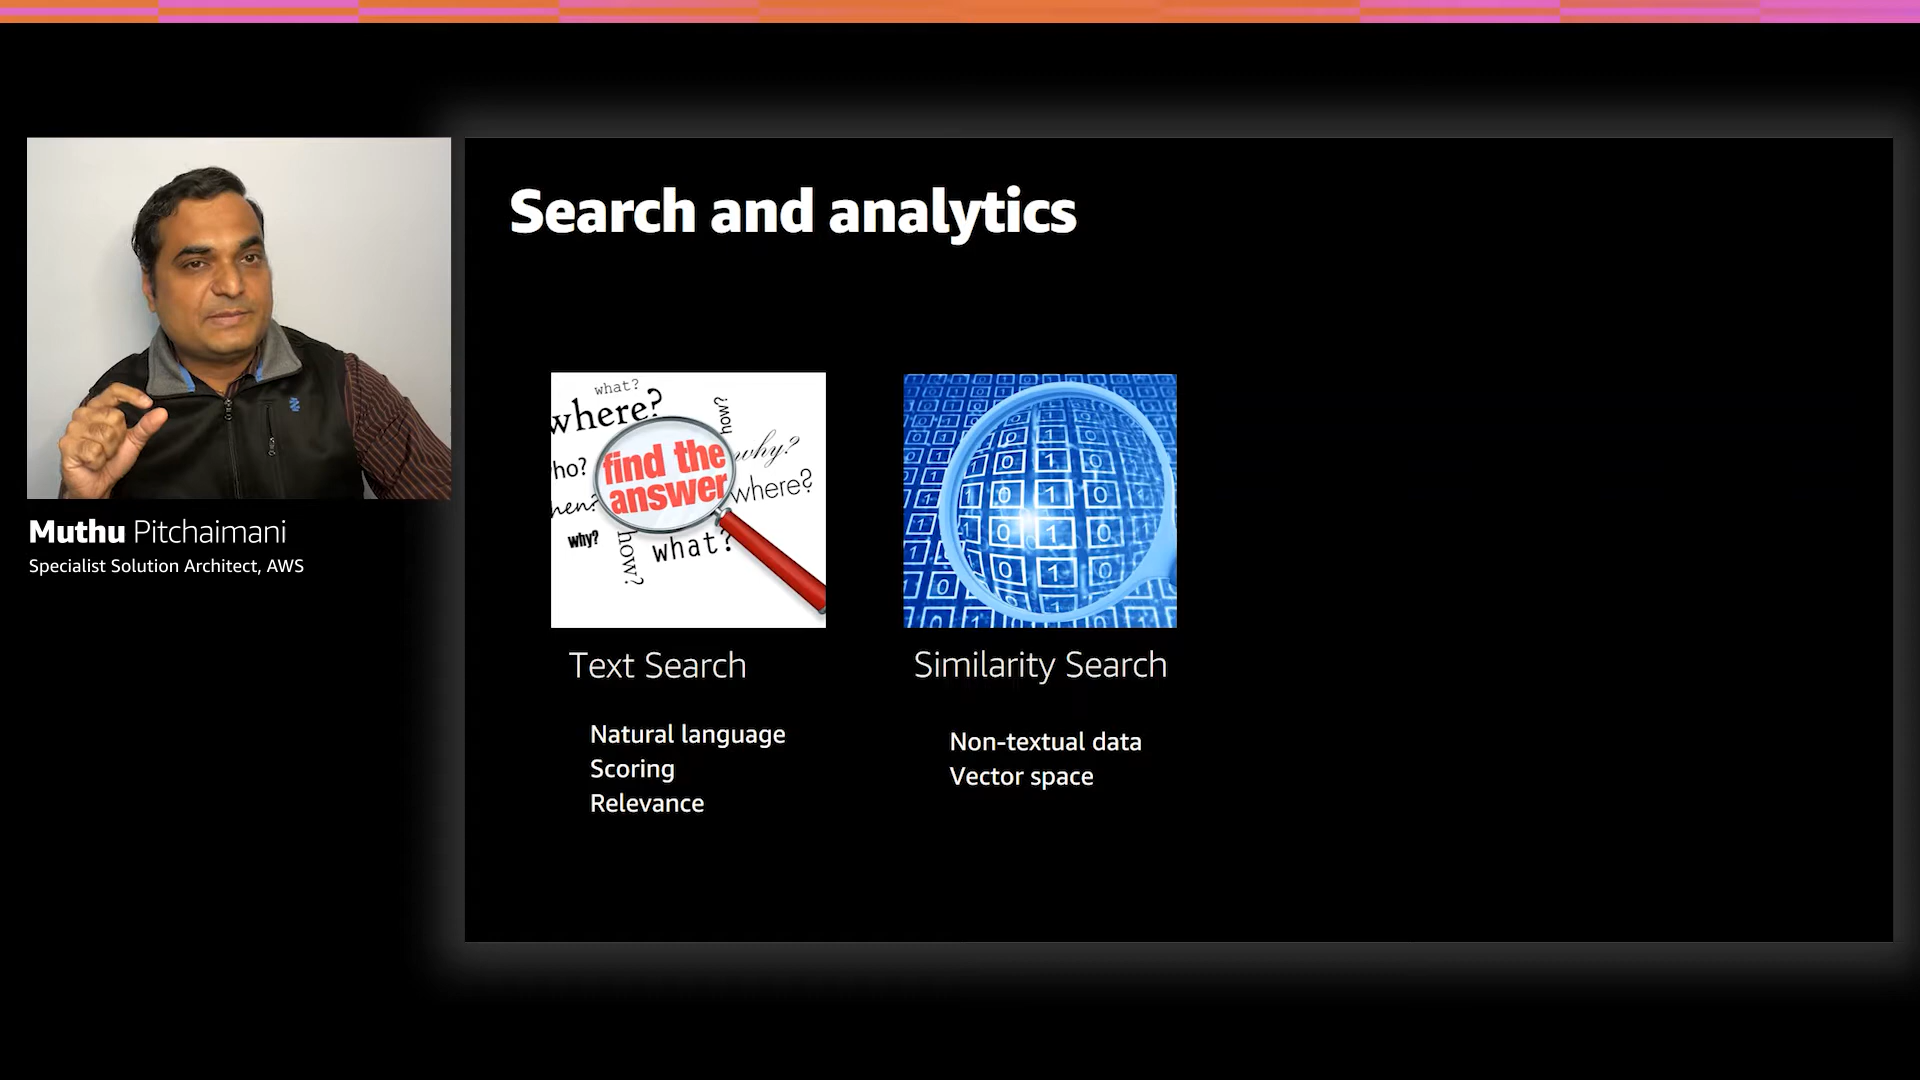 Search and analytics
what?
where?
how?
why?
find the
answer
where?
why?
how?
what?
Text Search
Natural language
Scoring
Relevance
Similarity Search
Non-textual data
Vector space
Muthu Pitchaimani
Specialist Solution Architect, AWS